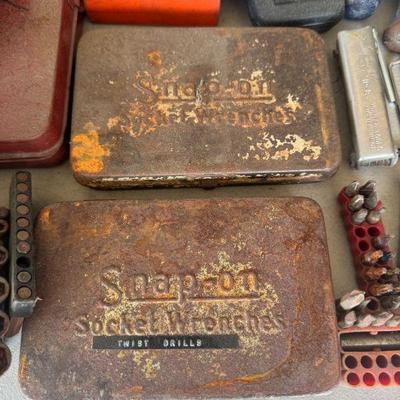 Snap-on
Socket Wrenches
Snap-on
Socket Wrenches
TWIST DRILLS